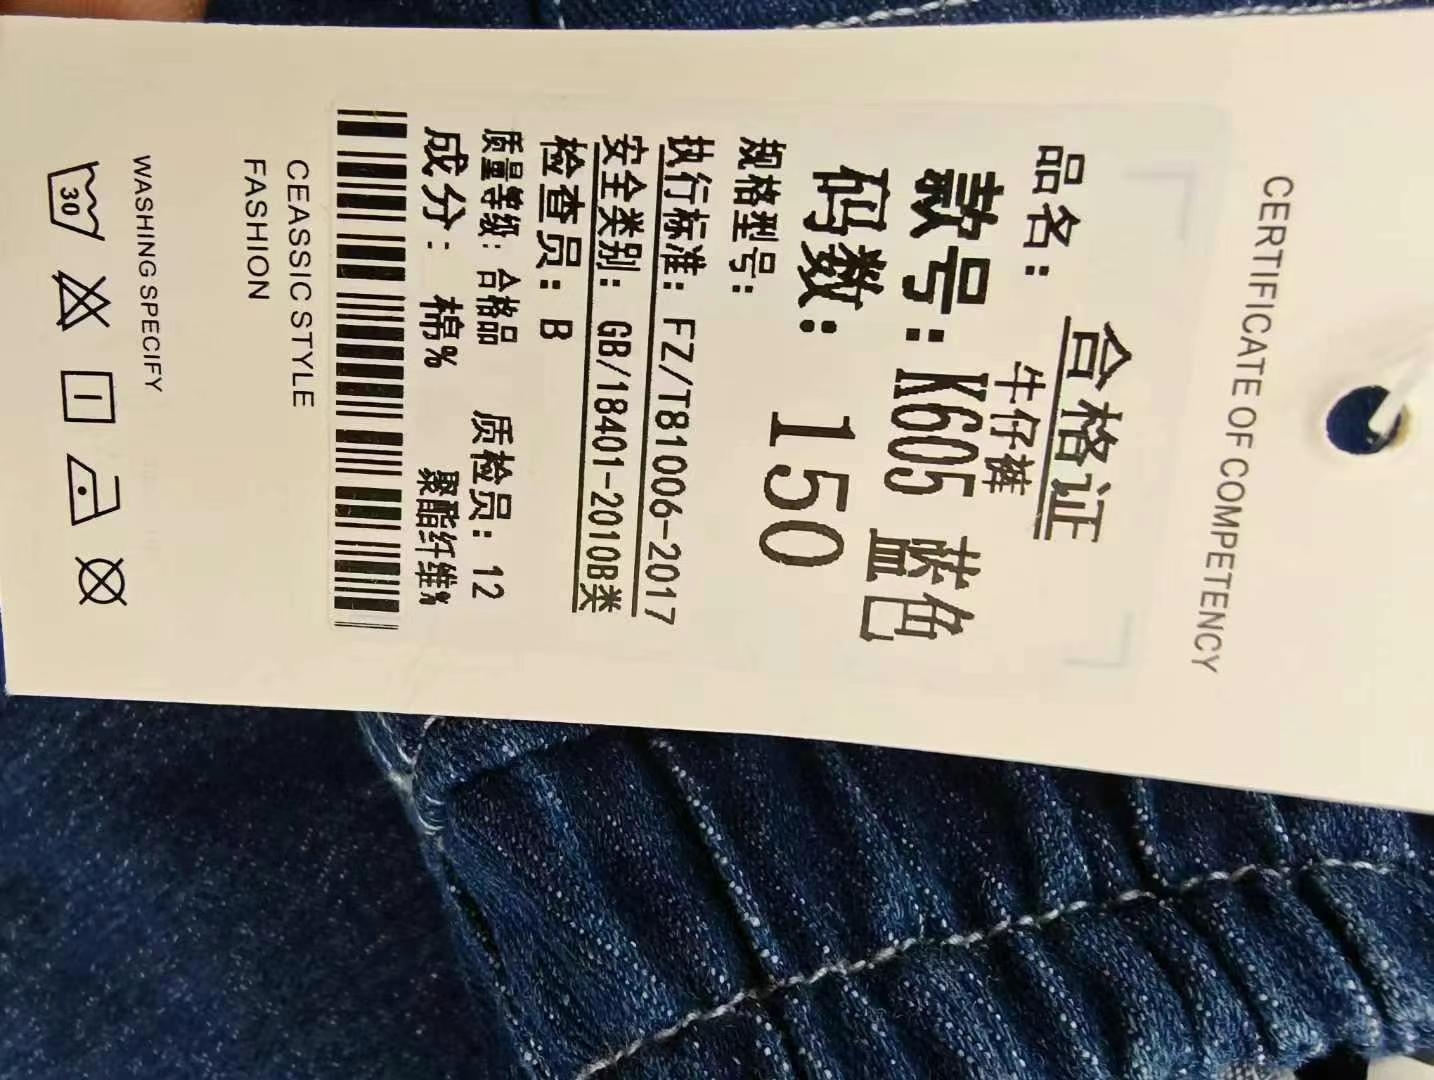 CERTIFICATE OF COMPETENCY
合格证
品名： 牛仔裤
款号：K605 蓝色
码数： 150
规格型号：
执行标准： FZ/T81006-2017
安全类别： GB/18401-2010B类
检查员：B
质量等级：合格品 质检员：12
成分： 棉% 聚酯纤维%
CEASSIC STYLE
FASHION
WASHING SPECIFY
30